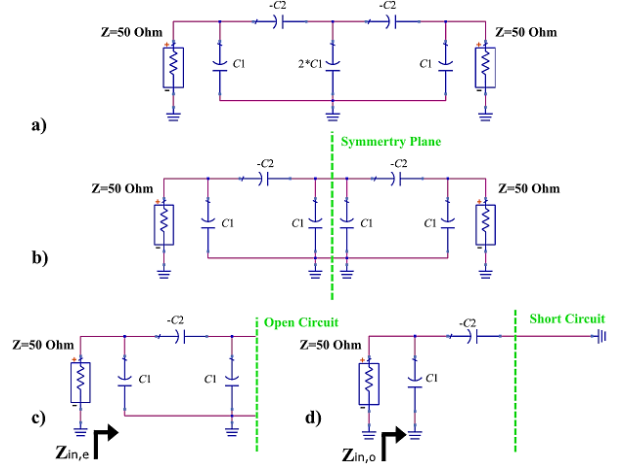 -C2 -C2
Z=50 Ohm Z=50 Ohm
+ +
C1 2*C1 C1
- -
a)
Symmertry Plane
-C2 -C2
Z=50 Ohm Z=50 Ohm
+ +
C1 C1 C1 C1
- -
b)
Open Circuit Short Circuit
-C2 -C2
Z=50 Ohm Z=50 Ohm
+ +
C1 C1 C1
- -
c) d)
Zin,e Zin,o